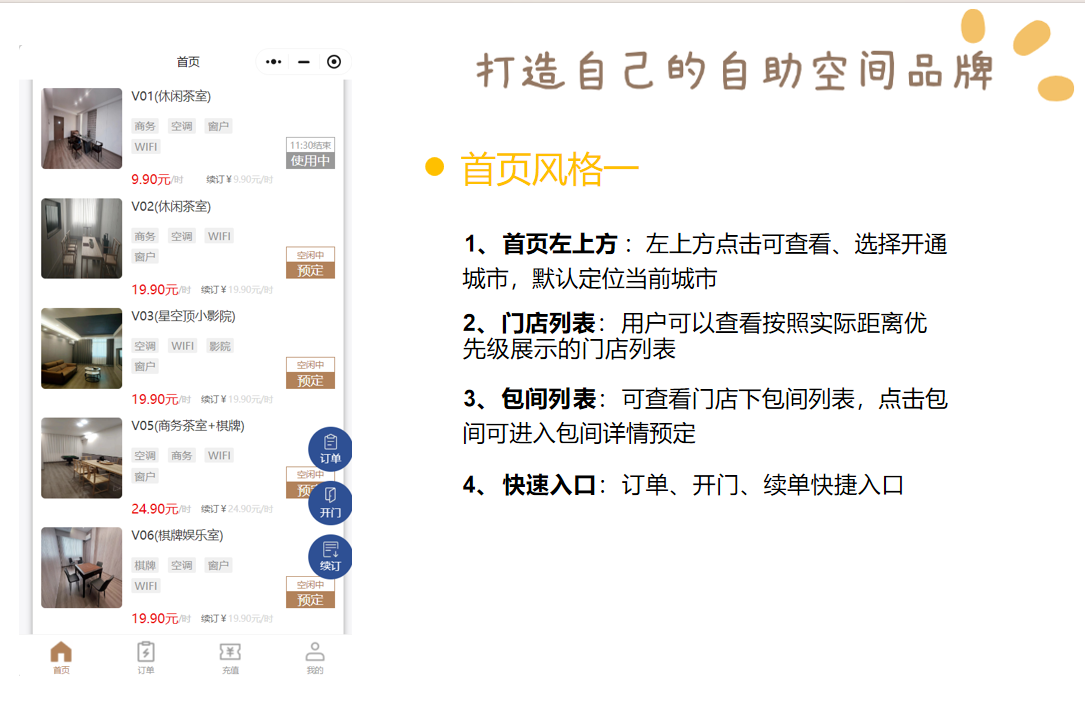 打造自己的自助空间品牌
首页
V01(休闲茶室)
商务 空调 窗户
WIFI
11:30结束
使用中
9.90元/时 续订¥9.90元/时
V02(休闲茶室)
商务 空调 WIFI
窗户
空闲中
预定
19.90元/时 续订¥19.90元/时
V03(星空顶小影院)
空调 WIFI 影院
窗户
空闲中
预定
19.90元/时 续订¥19.90元/时
V05(商务茶室+棋牌)
空调 商务 WIFI
窗户
订单
空闲中
预定
开门
24.90元/时 续订¥24.90元/时
V06(棋牌娱乐室)
棋牌 空调 窗户
WIFI
续订
空闲中
预定
19.90元/时 续订¥19.90元/时
首页 订单 充值 我的
首页风格一
1、首页左上方：左上方点击可查看、选择开通
城市，默认定位当前城市
2、门店列表：用户可以查看按照实际距离优
先级展示的门店列表
3、包间列表：可查看门店下包间列表，点击包
间可进入包间详情预定
4、快速入口：订单、开门、续单快捷入口